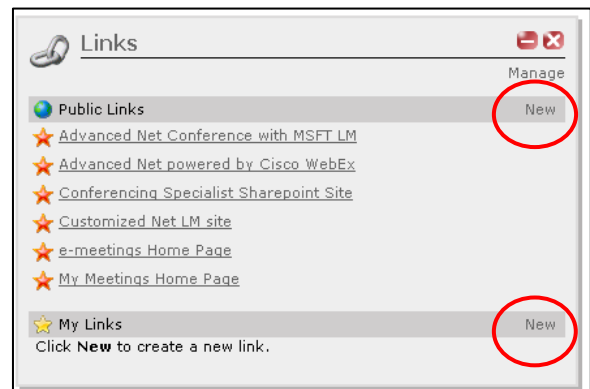 Links
Manage
Public Links New
Advanced Net Conference with MSFT LM
Advanced Net powered by Cisco WebEx
Conferencing Specialist Sharepoint Site
Customized Net LM site
e-meetings Home Page
My Meetings Home Page
My Links New
Click New to create a new link.